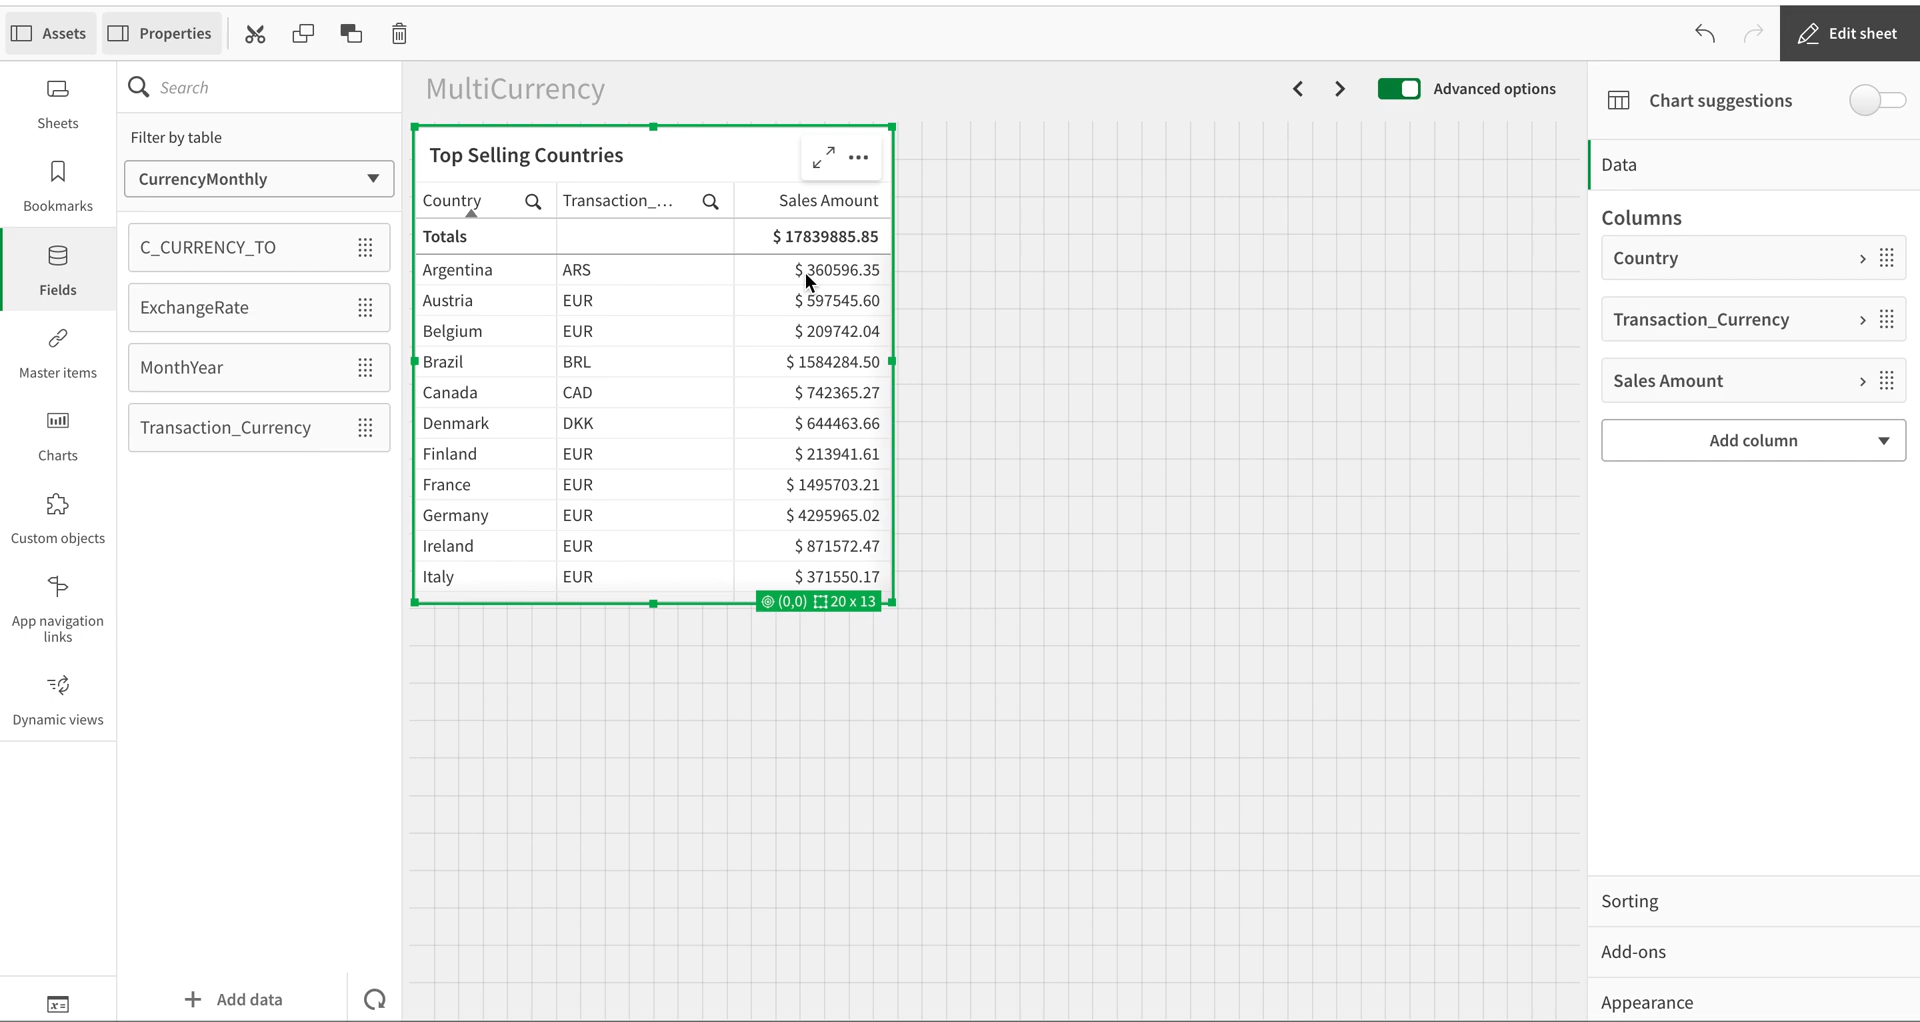 Assets
Properties
Edit sheet
Sheets
Bookmarks
Fields
Master items
Charts
Custom objects
App navigation
links
Dynamic views
Search
Filter by table
CurrencyMonthly
C_CURRENCY_TO
ExchangeRate
MonthYear
Transaction_Currency
Add data
MultiCurrency
Advanced options
Top Selling Countries
Country Transaction_... Sales Amount
Totals $ 17839885.85
Argentina ARS $ 360596.35
Austria EUR $ 597545.60
Belgium EUR $ 209742.04
Brazil BRL $ 1584284.50
Canada CAD $ 742365.27
Denmark DKK $ 644463.66
Finland EUR $ 213941.61
France EUR $ 1495703.21
Germany EUR $ 4295965.02
Ireland EUR $ 871572.47
Italy EUR $ 371550.17
(0,0) 20 x 13
Chart suggestions
Data
Columns
Country
Transaction_Currency
Sales Amount
Add column
Sorting
Add-ons
Appearance